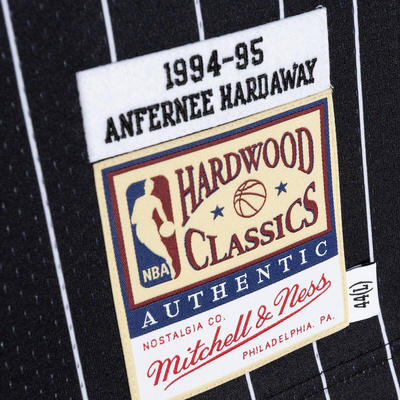 1994-95
ANFERNEE HARDAWAY
HARDWOOD
CLASSICS
NBA
AUTHENTIC
NOSTALGIA CO.
Mitchell & Ness
PHILADELPHIA, PA.
44(L)